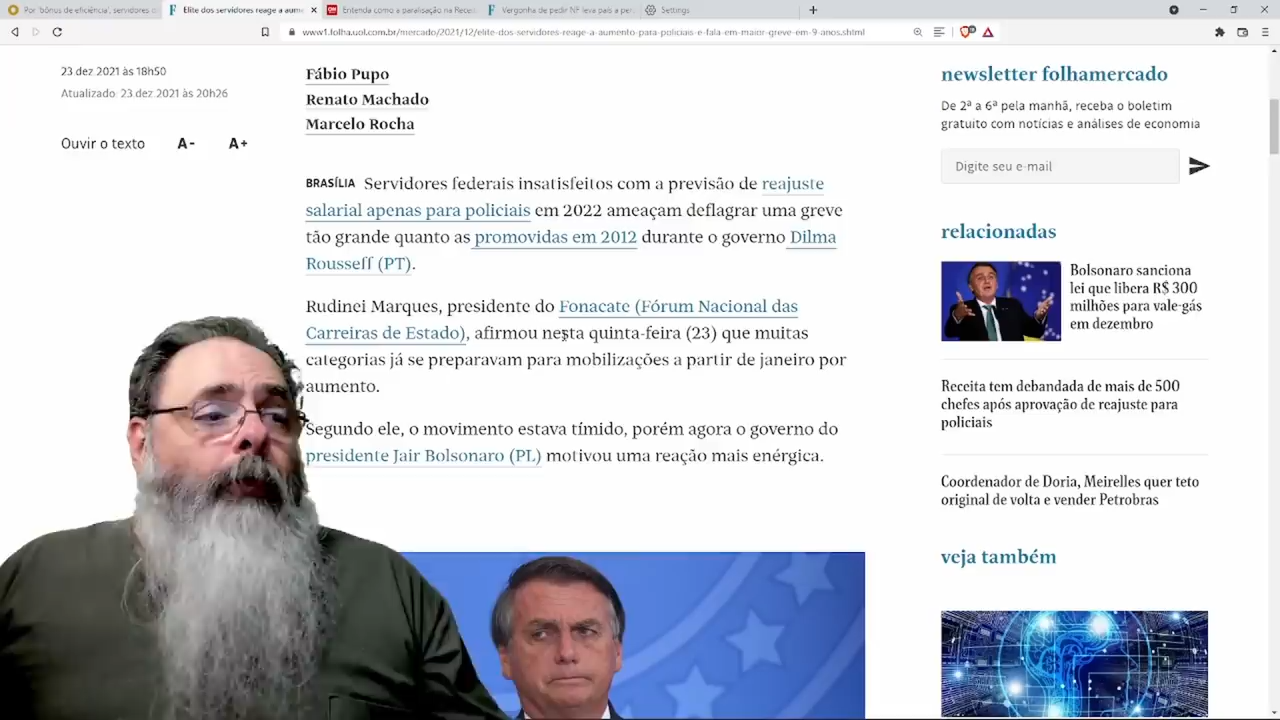 Por 'bônus de eficiência', servidores d
Elite dos servidores reage a aume
Entenda como a paralisação na Recei
Vergonha de pedir NF leva país a per
Settings
www1.folha.uol.com.br/mercado/2021/12/elite-dos-servidores-reage-a-aumento-para-policiais-e-fala-em-maior-greve-em-9-anos.shtml
23 dez 2021 às 18h50
Atualizado: 23 dez 2021 às 20h26
Ouvir o texto A- A+
Fábio Pupo
Renato Machado
Marcelo Rocha
BRASÍLIA Servidores federais insatisfeitos com a previsão de reajuste
salarial apenas para policiais em 2022 ameaçam deflagrar uma greve
tão grande quanto as promovidas em 2012 durante o governo Dilma
Rousseff (PT).
Rudinei Marques, presidente do Fonacate (Fórum Nacional das
Carreiras de Estado), afirmou nesta quinta-feira (23) que muitas
categorias já se preparavam para mobilizações a partir de janeiro por
aumento.
Segundo ele, o movimento estava tímido, porém agora o governo do
presidente Jair Bolsonaro (PL) motivou uma reação mais enérgica.
newsletter folhamercado
De 2ª a 6ª pela manhã, receba o boletim
gratuito com notícias e análises de economia
Digite seu e-mail
relacionadas
Bolsonaro sanciona
lei que libera R$ 300
milhões para vale-gás
em dezembro
Receita tem debandada de mais de 500
chefes após aprovação de reajuste para
policiais
Coordenador de Doria, Meirelles quer teto
original de volta e vender Petrobras
veja também